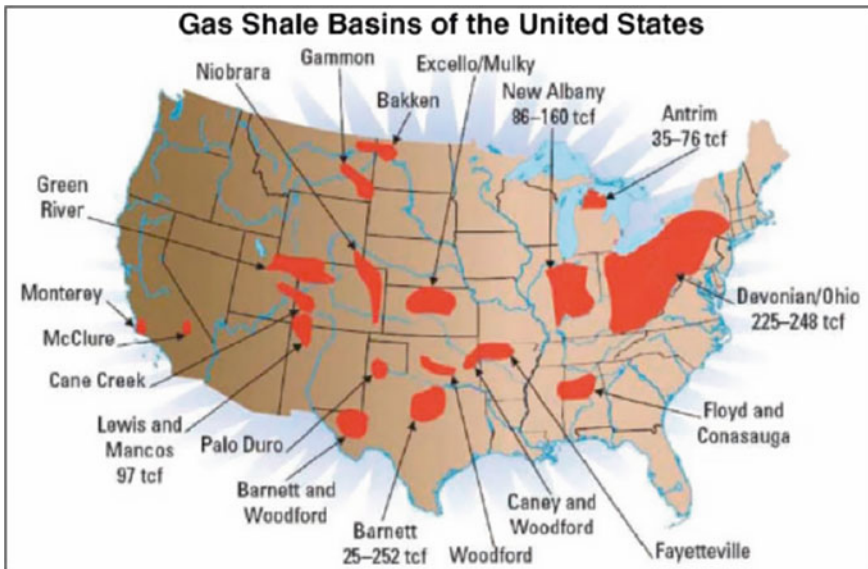 Gas Shale Basins of the United States
Gammon
Excello/Mulky
Niobrara
Bakken
New Albany
86–160 tcf
Antrim
35–76 tcf
Green
River
Monterey
McClure
Cane Creek
Lewis and
Mancos
97 tcf
Palo Duro
Barnett and
Woodford
Barnett
25–252 tcf
Woodford
Caney and
Woodford
Fayetteville
Floyd and
Conasauga
Devonian/Ohio
225–248 tcf